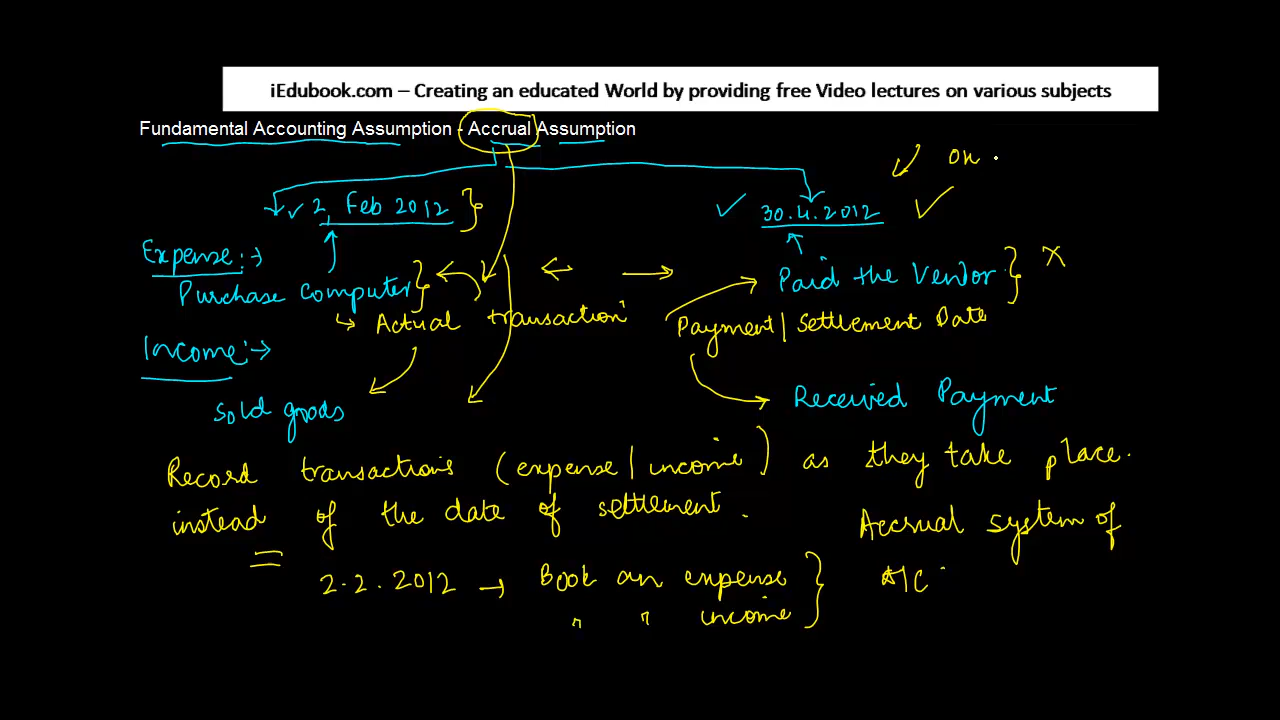 iEdubook.com – Creating an educated World by providing free Video lectures on various subjects
Fundamental Accounting Assumption - Accrual Assumption
on
2, Feb 2012
30.4.2012
Expense:→
Purchase computer
Paid the Vendor
x
↳ Actual transaction
Payment | Settlement Date
Income:→
Sold goods
Received Payment
Record transactions (expense | income) as they take place.
instead of the date of settlement.
Accrual system of
2.2.2012 → Book an expense
A/C
" " income